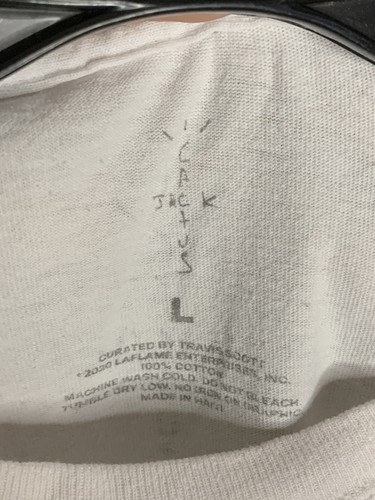 CACTUS
JACK
L
CURATED BY TRAVIS SCOTT
©2020 LAFLAME ENTERPRISES, INC.
100% COTTON
MACHINE WASH COLD. DO NOT BLEACH
TUMBLE DRY LOW. NO IRON ON GRAPHIC
MADE IN HAITI